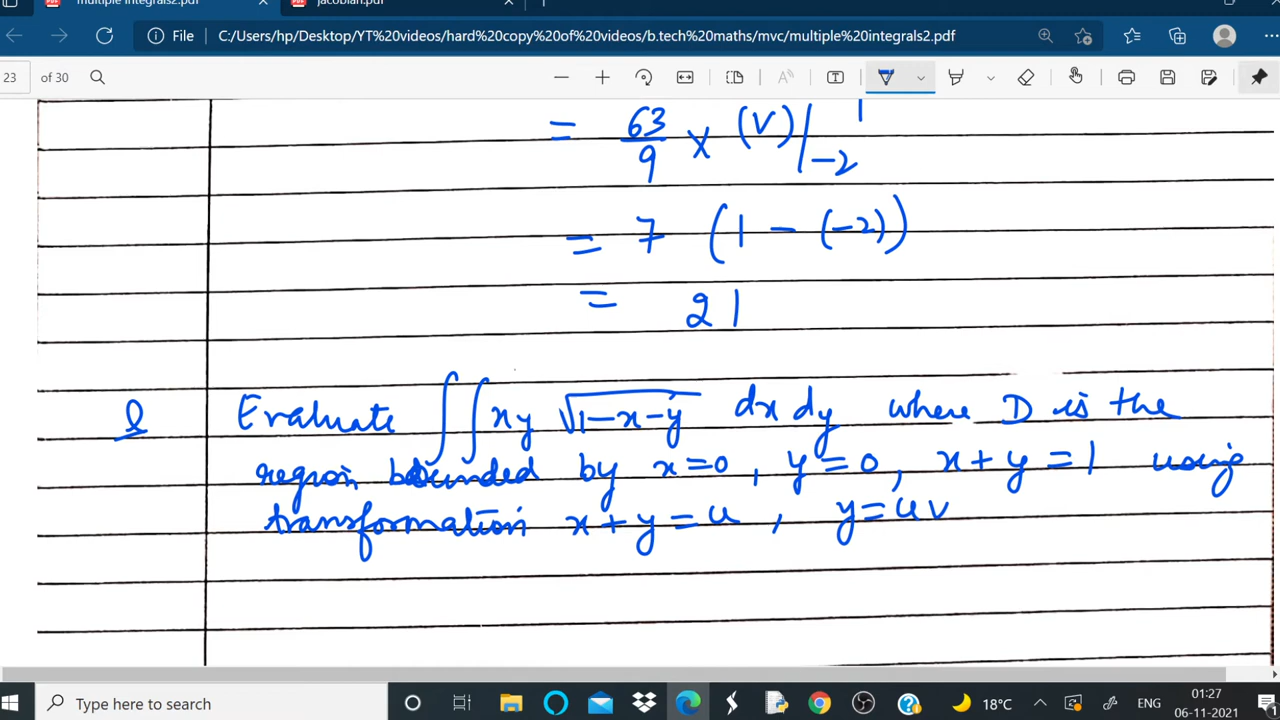 multiple integrals2.pdf
jacobian.pdf
File C:/Users/hp/Desktop/YT%20videos/hard%20copy%20of%20videos/b.tech%20maths/mvc/multiple%20integrals2.pdf
23 of 30
= 63/9 × (v)|₋₂¹
= 7 (1 - (-2))
= 21
Q Evaluate ∫∫ xy √(1-x-y) dx dy where D is the
region bounded by x=0, y=0, x+y=1 using
transformation x+y=u, y=uv
Type here to search
18°C ENG 01:27
06-11-2021